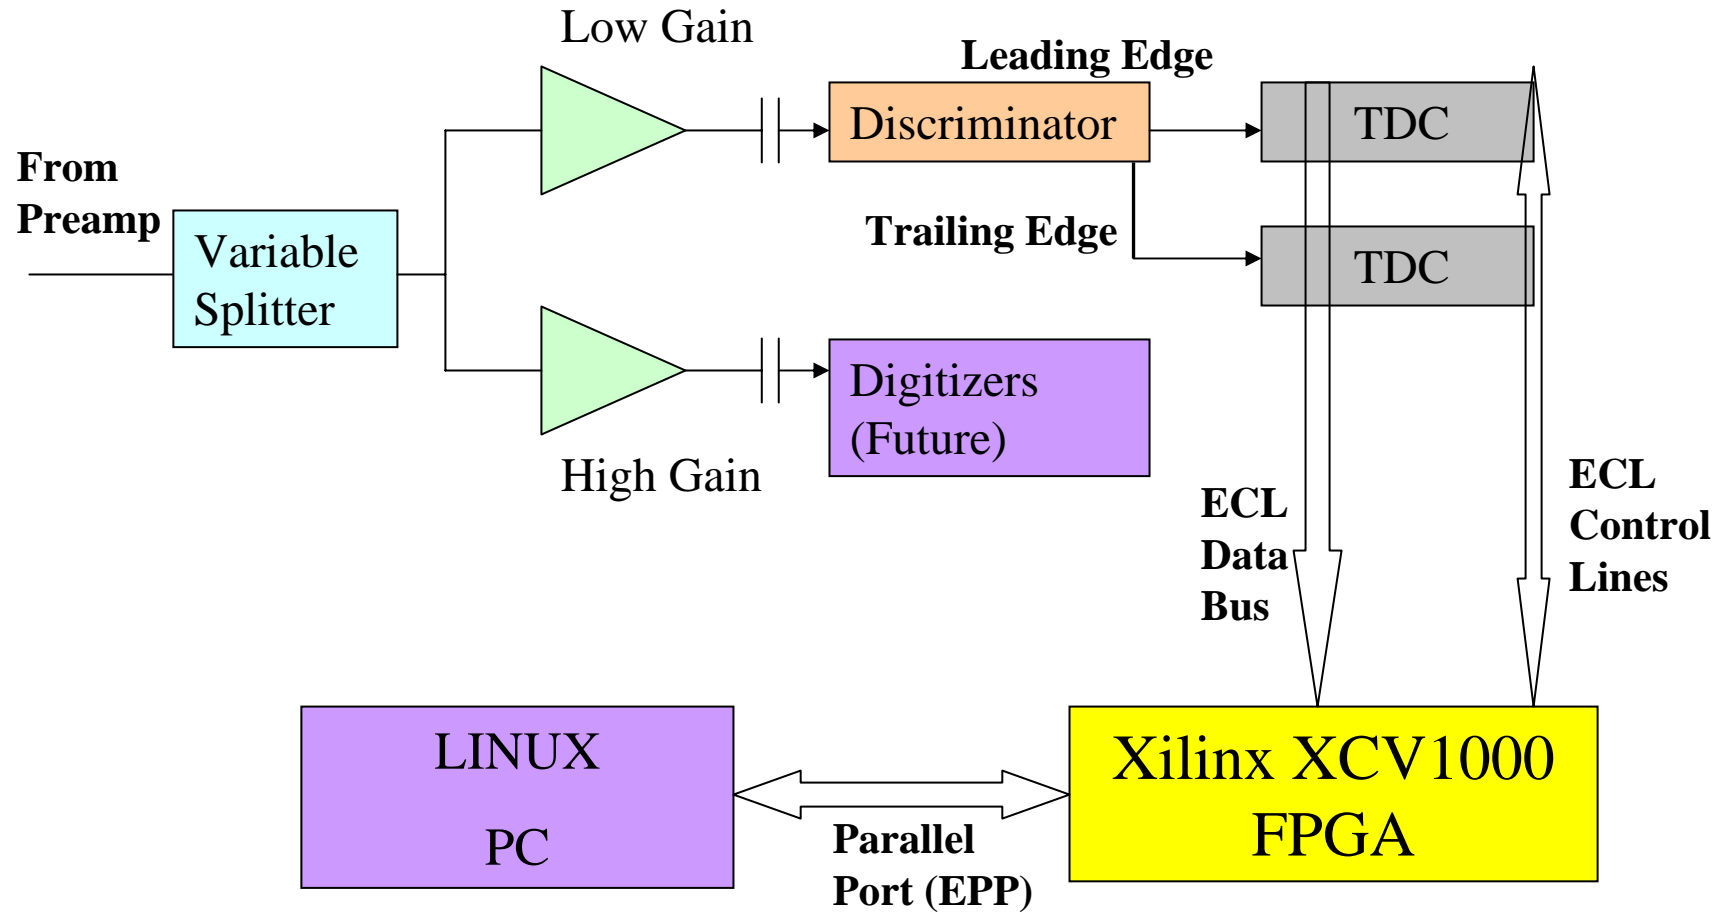 Low Gain
Leading Edge
Discriminator
TDC
From
Preamp
Variable
Splitter
Trailing Edge
TDC
Digitizers
(Future)
High Gain
ECL
Data
Bus
ECL
Control
Lines
LINUX
PC
Parallel
Port (EPP)
Xilinx XCV1000
FPGA